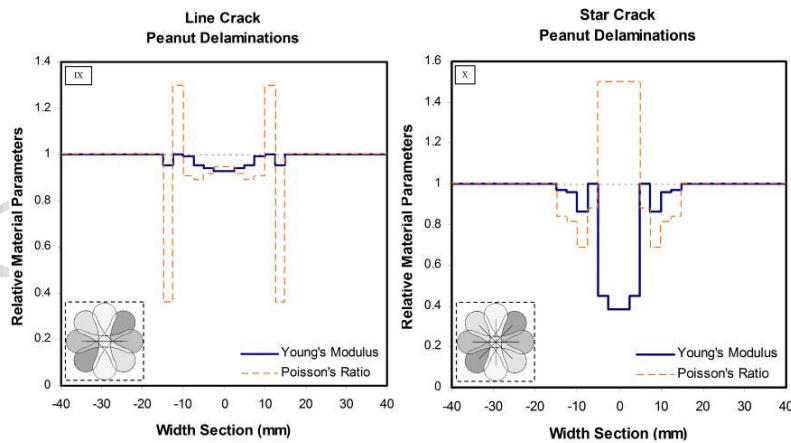 Line Crack
Peanut Delaminations
IX
Relative Material Parameters
1.4
1.2
1
0.8
0.6
0.4
0.2
0
-40 -30 -20 -10 0 10 20 30 40
Width Section (mm)
Young's Modulus
Poisson's Ratio
Star Crack
Peanut Delaminations
X
Relative Material Parameters
1.6
1.4
1.2
1
0.8
0.6
0.4
0.2
0
-40 -30 -20 -10 0 10 20 30 40
Width Section (mm)
Young's Modulus
Poisson's Ratio